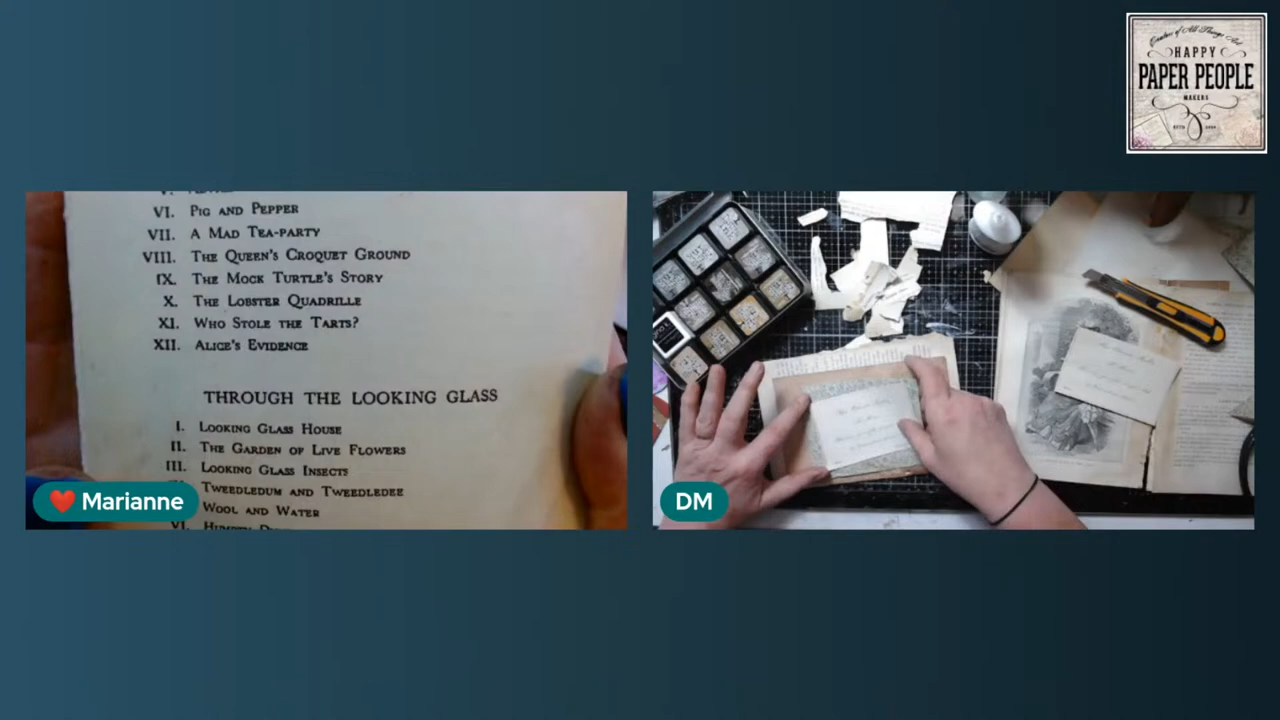 HAPPY
PAPER PEOPLE
MAKERS
V.
VI. PIG AND PEPPER
VII. A MAD TEA-PARTY
VIII. THE QUEEN'S CROQUET GROUND
IX. THE MOCK TURTLE'S STORY
X. THE LOBSTER QUADRILLE
XI. WHO STOLE THE TARTS?
XII. ALICE'S EVIDENCE
THROUGH THE LOOKING GLASS
I. LOOKING GLASS HOUSE
II. THE GARDEN OF LIVE FLOWERS
III. LOOKING GLASS INSECTS
TWEEDLEDUM AND TWEEDLEDEE
WOOL AND WATER
VI.
❤️ Marianne
DM